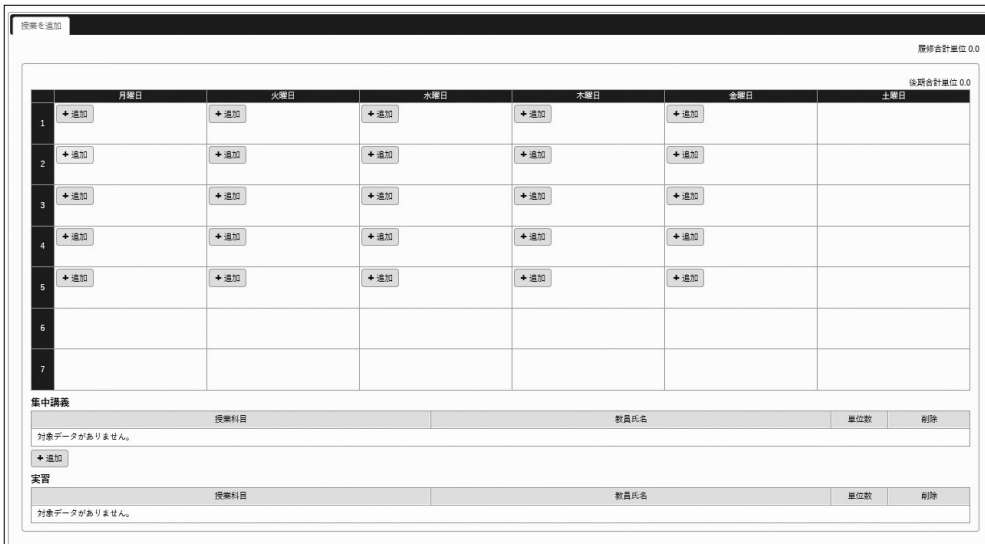 授業を追加
履修合計単位 0.0
後期合計単位 0.0
月曜日 火曜日 水曜日 木曜日 金曜日 土曜日
1 +追加 +追加 +追加 +追加 +追加
2 +追加 +追加 +追加 +追加 +追加
3 +追加 +追加 +追加 +追加 +追加
4 +追加 +追加 +追加 +追加 +追加
5 +追加 +追加 +追加 +追加 +追加
6
7
集中講義
授業科目 教員氏名 単位数 削除
対象データがありません。
+追加
実習
授業科目 教員氏名 単位数 削除
対象データがありません。